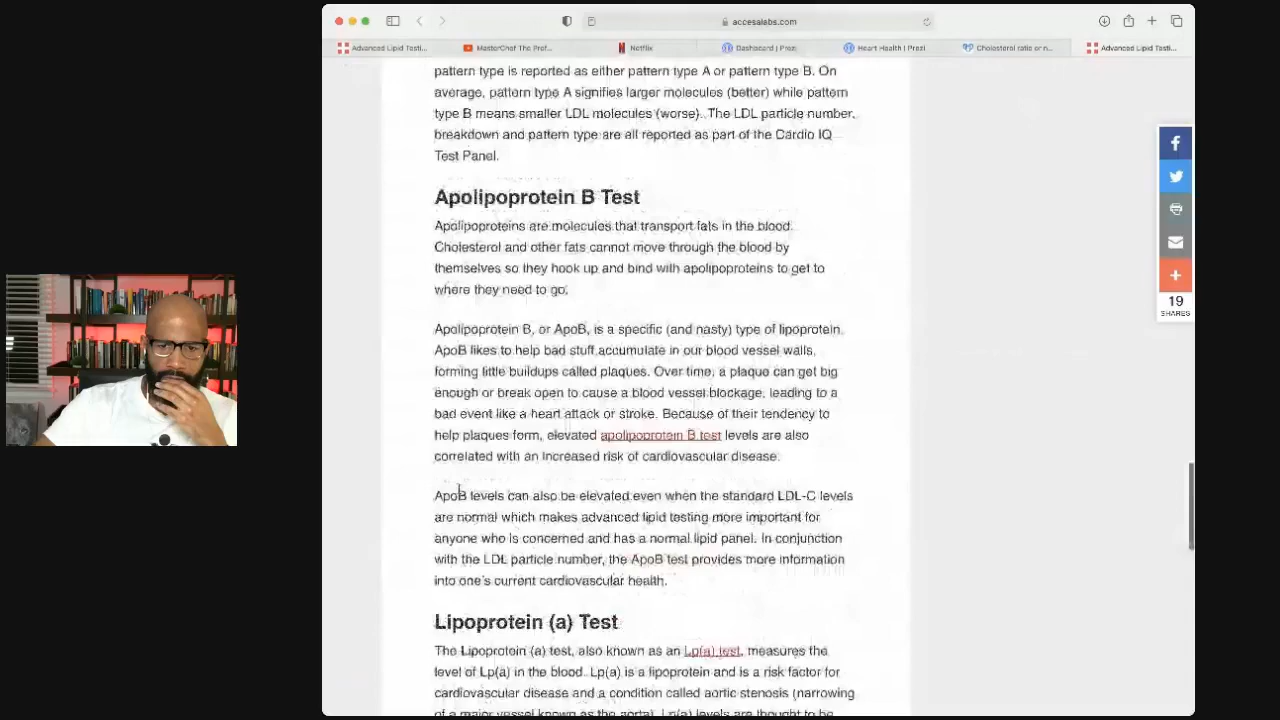 accesalabs.com
Advanced Lipid Testi...
MasterChef The Prof...
Netflix
Dashboard | Prezi
Heart Health | Prezi
Cholesterol ratio or n...
Advanced Lipid Testi...
pattern type is reported as either pattern type A or pattern type B. On
average, pattern type A signifies larger molecules (better) while pattern
type B means smaller LDL molecules (worse). The LDL particle number,
breakdown and pattern type are all reported as part of the Cardio IQ
Test Panel.
Apolipoprotein B Test
Apolipoproteins are molecules that transport fats in the blood.
Cholesterol and other fats cannot move through the blood by
themselves so they hook up and bind with apolipoproteins to get to
where they need to go.
Apolipoprotein B, or ApoB, is a specific (and nasty) type of lipoprotein.
ApoB likes to help bad stuff accumulate in our blood vessel walls,
forming little buildups called plaques. Over time, a plaque can get big
enough or break open to cause a blood vessel blockage, leading to a
bad event like a heart attack or stroke. Because of their tendency to
help plaques form, elevated apolipoprotein B test levels are also
correlated with an increased risk of cardiovascular disease.
ApoB levels can also be elevated even when the standard LDL-C levels
are normal which makes advanced lipid testing more important for
anyone who is concerned and has a normal lipid panel. In conjunction
with the LDL particle number, the ApoB test provides more information
into one's current cardiovascular health.
Lipoprotein (a) Test
The Lipoprotein (a) test, also known as an Lp(a) test, measures the
level of Lp(a) in the blood. Lp(a) is a lipoprotein and is a risk factor for
cardiovascular disease and a condition called aortic stenosis (narrowing
of a major vessel known as the aorta). Lp(a) levels are thought to be
19
SHARES